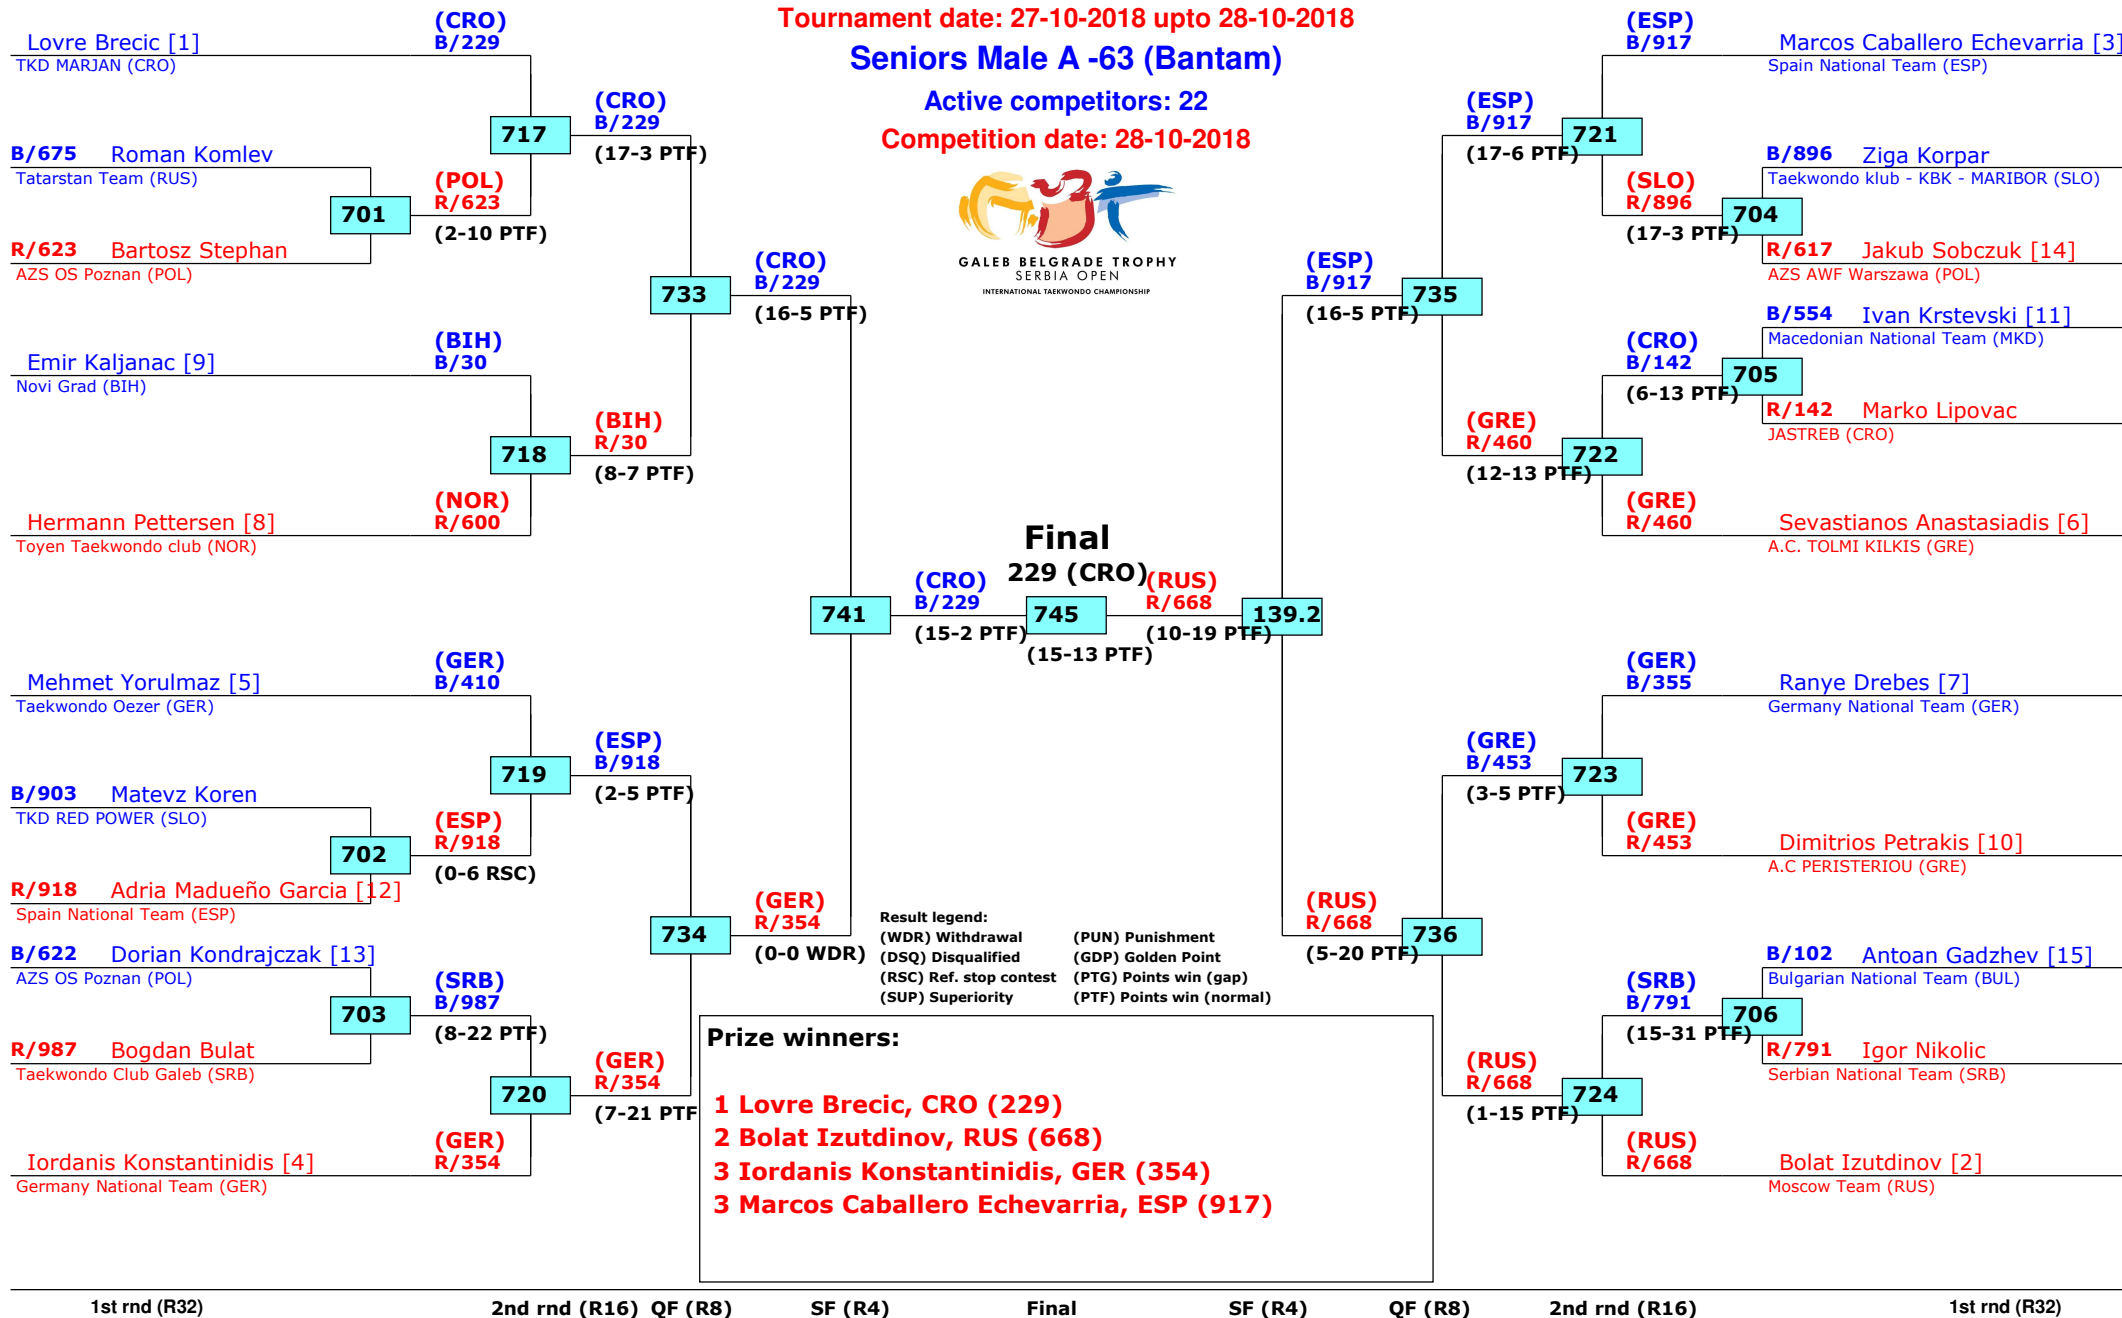 Tournament date: 27-10-2018 upto 28-10-2018
Seniors Male A -63 (Bantam)
Active competitors: 22
Competition date: 28-10-2018
GALEB BELGRADE TROPHY
SERBIA OPEN
INTERNATIONAL TAEKWONDO CHAMPIONSHIP
Lovre Brecic [1]
TKD MARJAN (CRO)
(CRO)
B/229
B/675 Roman Komlev
Tatarstan Team (RUS)
701
R/623 Bartosz Stephan
AZS OS Poznan (POL)
(POL)
R/623
(2-10 PTF)
717
(CRO)
B/229
(17-3 PTF)
Emir Kaljanac [9]
Novi Grad (BIH)
(BIH)
B/30
718
Hermann Pettersen [8]
Toyen Taekwondo club (NOR)
(NOR)
R/600
(BIH)
R/30
(8-7 PTF)
733
(CRO)
B/229
(16-5 PTF)
Mehmet Yorulmaz [5]
Taekwondo Oezer (GER)
(GER)
B/410
B/903 Matevz Koren
TKD RED POWER (SLO)
702
R/918 Adria Madueño Garcia [12]
Spain National Team (ESP)
(ESP)
R/918
(0-6 RSC)
719
(ESP)
B/918
(2-5 PTF)
B/622 Dorian Kondrajczak [13]
AZS OS Poznan (POL)
703
R/987 Bogdan Bulat
Taekwondo Club Galeb (SRB)
(SRB)
B/987
(8-22 PTF)
720
Iordanis Konstantinidis [4]
Germany National Team (GER)
(GER)
R/354
(GER)
R/354
(7-21 PTF
734
(GER)
R/354
(0-0 WDR)
741
(CRO)
B/229
(15-2 PTF)
Final
229 (CRO)
745
(15-13 PTF)
(RUS)
R/668
(10-19 PTF)
139.2
(ESP)
B/917
(16-5 PTF)
735
(ESP)
B/917
(17-6 PTF)
721
(ESP)
B/917
Marcos Caballero Echevarria [3]
Spain National Team (ESP)
B/896 Ziga Korpar
Taekwondo klub - KBK - MARIBOR (SLO)
(SLO)
R/896
(17-3 PTF)
704
R/617 Jakub Sobczuk [14]
AZS AWF Warszawa (POL)
B/554 Ivan Krstevski [11]
Macedonian National Team (MKD)
(CRO)
B/142
(6-13 PTF)
705
R/142 Marko Lipovac
JASTREB (CRO)
(GRE)
R/460
(12-13 PTF)
722
(GRE)
R/460
Sevastianos Anastasiadis [6]
A.C. TOLMI KILKIS (GRE)
(GER)
B/355
Ranye Drebes [7]
Germany National Team (GER)
(GRE)
B/453
(3-5 PTF)
723
(GRE)
R/453
Dimitrios Petrakis [10]
A.C PERISTERIOU (GRE)
(RUS)
R/668
(5-20 PTF)
736
B/102 Antoan Gadzhev [15]
Bulgarian National Team (BUL)
(SRB)
B/791
(15-31 PTF)
706
R/791 Igor Nikolic
Serbian National Team (SRB)
(RUS)
R/668
(1-15 PTF)
724
(RUS)
R/668
Bolat Izutdinov [2]
Moscow Team (RUS)
Result legend:
(WDR) Withdrawal (PUN) Punishment
(DSQ) Disqualified (GDP) Golden Point
(RSC) Ref. stop contest (PTG) Points win (gap)
(SUP) Superiority (PTF) Points win (normal)
Prize winners:
1 Lovre Brecic, CRO (229)
2 Bolat Izutdinov, RUS (668)
3 Iordanis Konstantinidis, GER (354)
3 Marcos Caballero Echevarria, ESP (917)
1st rnd (R32) 2nd rnd (R16) QF (R8) SF (R4) Final SF (R4) QF (R8) 2nd rnd (R16) 1st rnd (R32)